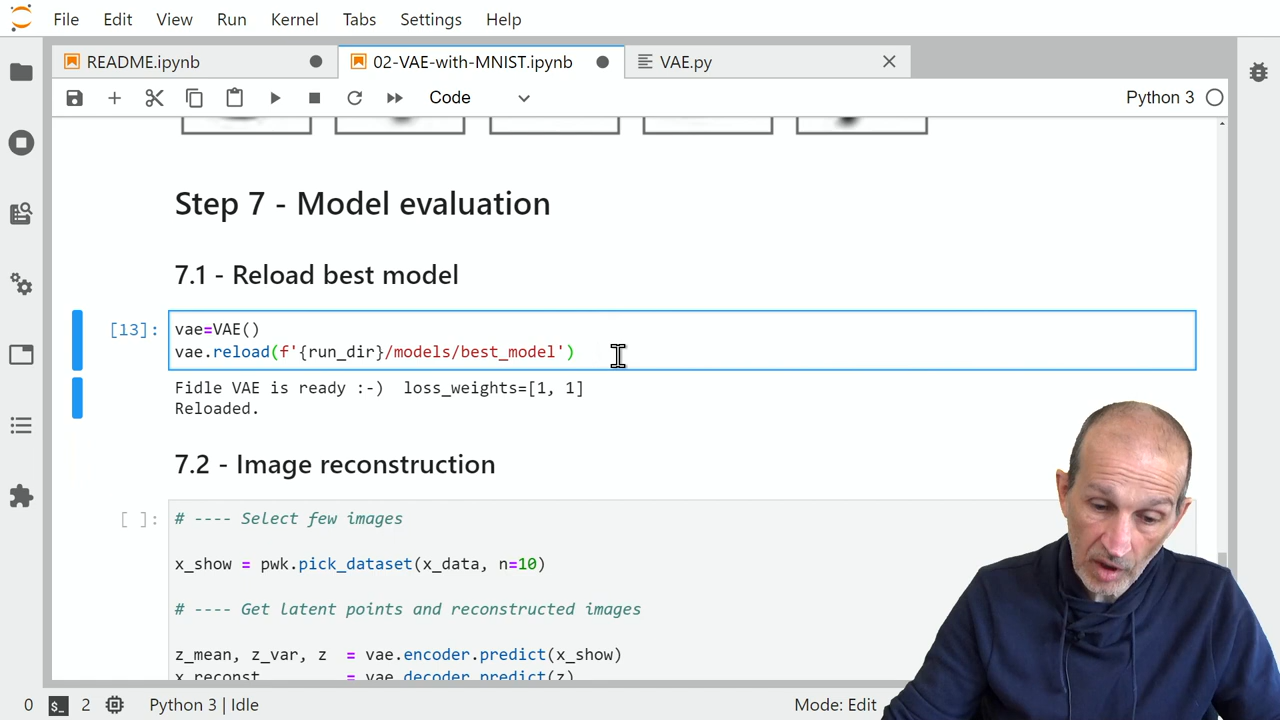 File Edit View Run Kernel Tabs Settings Help
README.ipynb 02-VAE-with-MNIST.ipynb VAE.py
Code Python 3
Step 7 - Model evaluation
7.1 - Reload best model
[13]: vae=VAE()
vae.reload(f'{run_dir}/models/best_model')
Fidle VAE is ready :-)  loss_weights=[1, 1]
Reloaded.
7.2 - Image reconstruction
[ ]: # ---- Select few images
x_show = pwk.pick_dataset(x_data, n=10)
# ---- Get latent points and reconstructed images
z_mean, z_var, z  = vae.encoder.predict(x_show)
x_reconst         = vae.decoder.predict(z)
0 $_ 2 Python 3 | Idle Mode: Edit